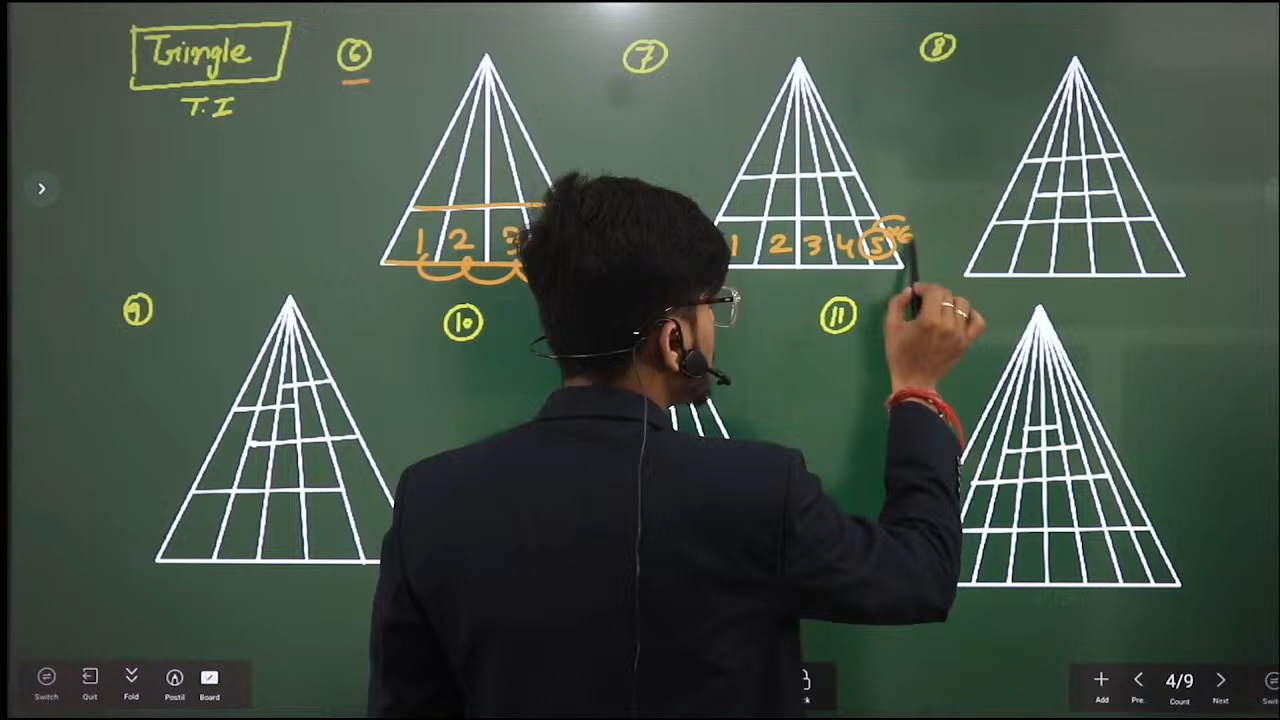 Tringle
T.I
6
7
8
1 2 3
1 2 3 4 5
9
10
11
Switch Quit Fold Postil Board
Add Pre. 4/9 Count Next